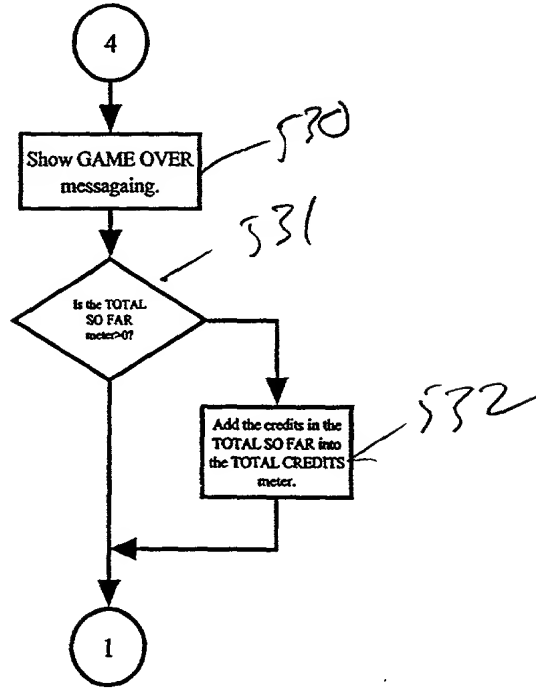 4
Show GAME OVER
messagaing.
530
531
Is the TOTAL
SO FAR
meter>0?
Add the credits in the
TOTAL SO FAR into
the TOTAL CREDITS
meter.
532
1